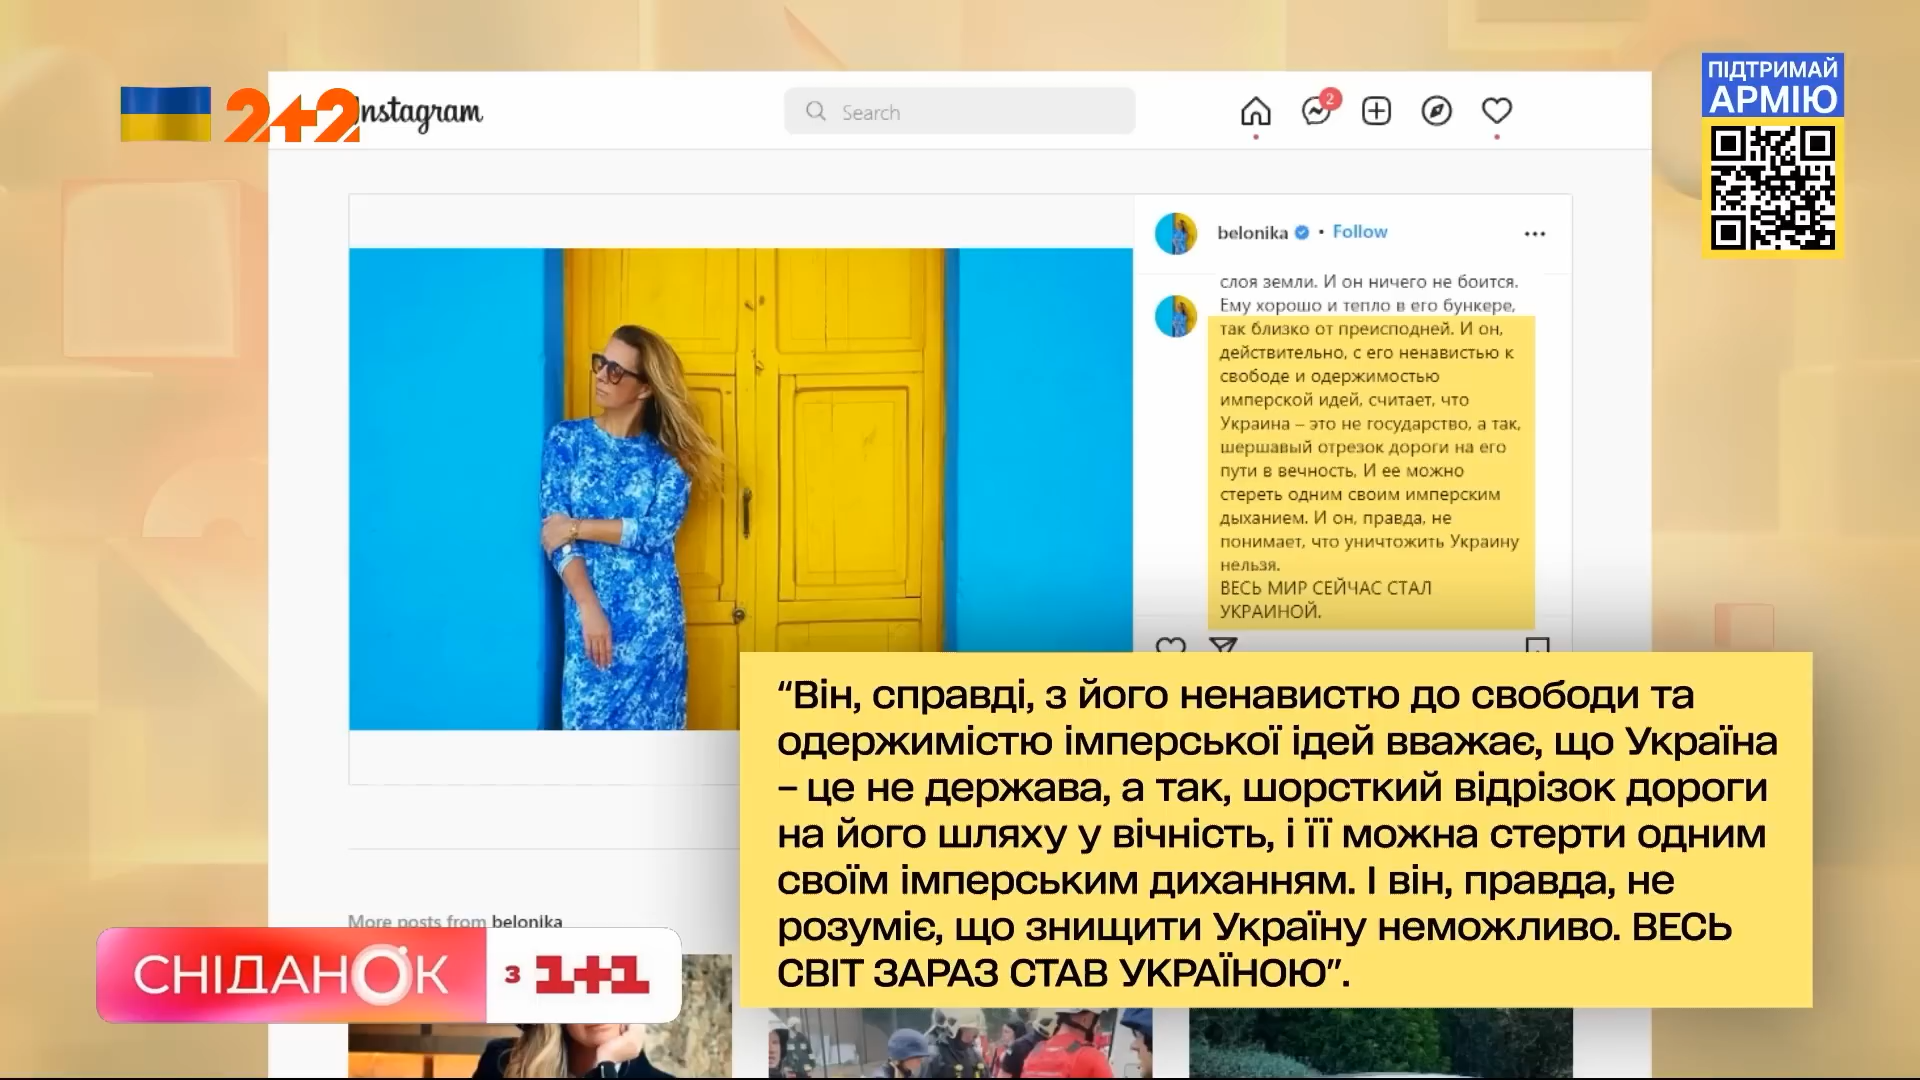 2+2
Instagram
Search
2
ПІДТРИМАЙ
АРМІЮ
belonika • Follow
слоя земли. И он ничего не боится.
Ему хорошо и тепло в его бункере,
так близко от преисподней. И он,
действительно, с его ненавистью к
свободе и одержимостью
имперской идей, считает, что
Украина – это не государство, а так,
шершавый отрезок дороги на его
пути в вечность, И ее можно
стереть одним своим имперским
дыханием. И он, правда, не
понимает, что уничтожить Украину
нельзя.
ВЕСЬ МИР СЕЙЧАС СТАЛ
УКРАИНОЙ.
“Він, справді, з його ненавистю до свободи та
одержимістю імперської ідей вважає, що Україна
– це не держава, а так, шорсткий відрізок дороги
на його шляху у вічність, і її можна стерти одним
своїм імперським диханням. І він, правда, не
розуміє, що знищити Україну неможливо. ВЕСЬ
СВІТ ЗАРАЗ СТАВ УКРАЇНОЮ”.
More posts from belonika
СНІДАНОК з 1+1